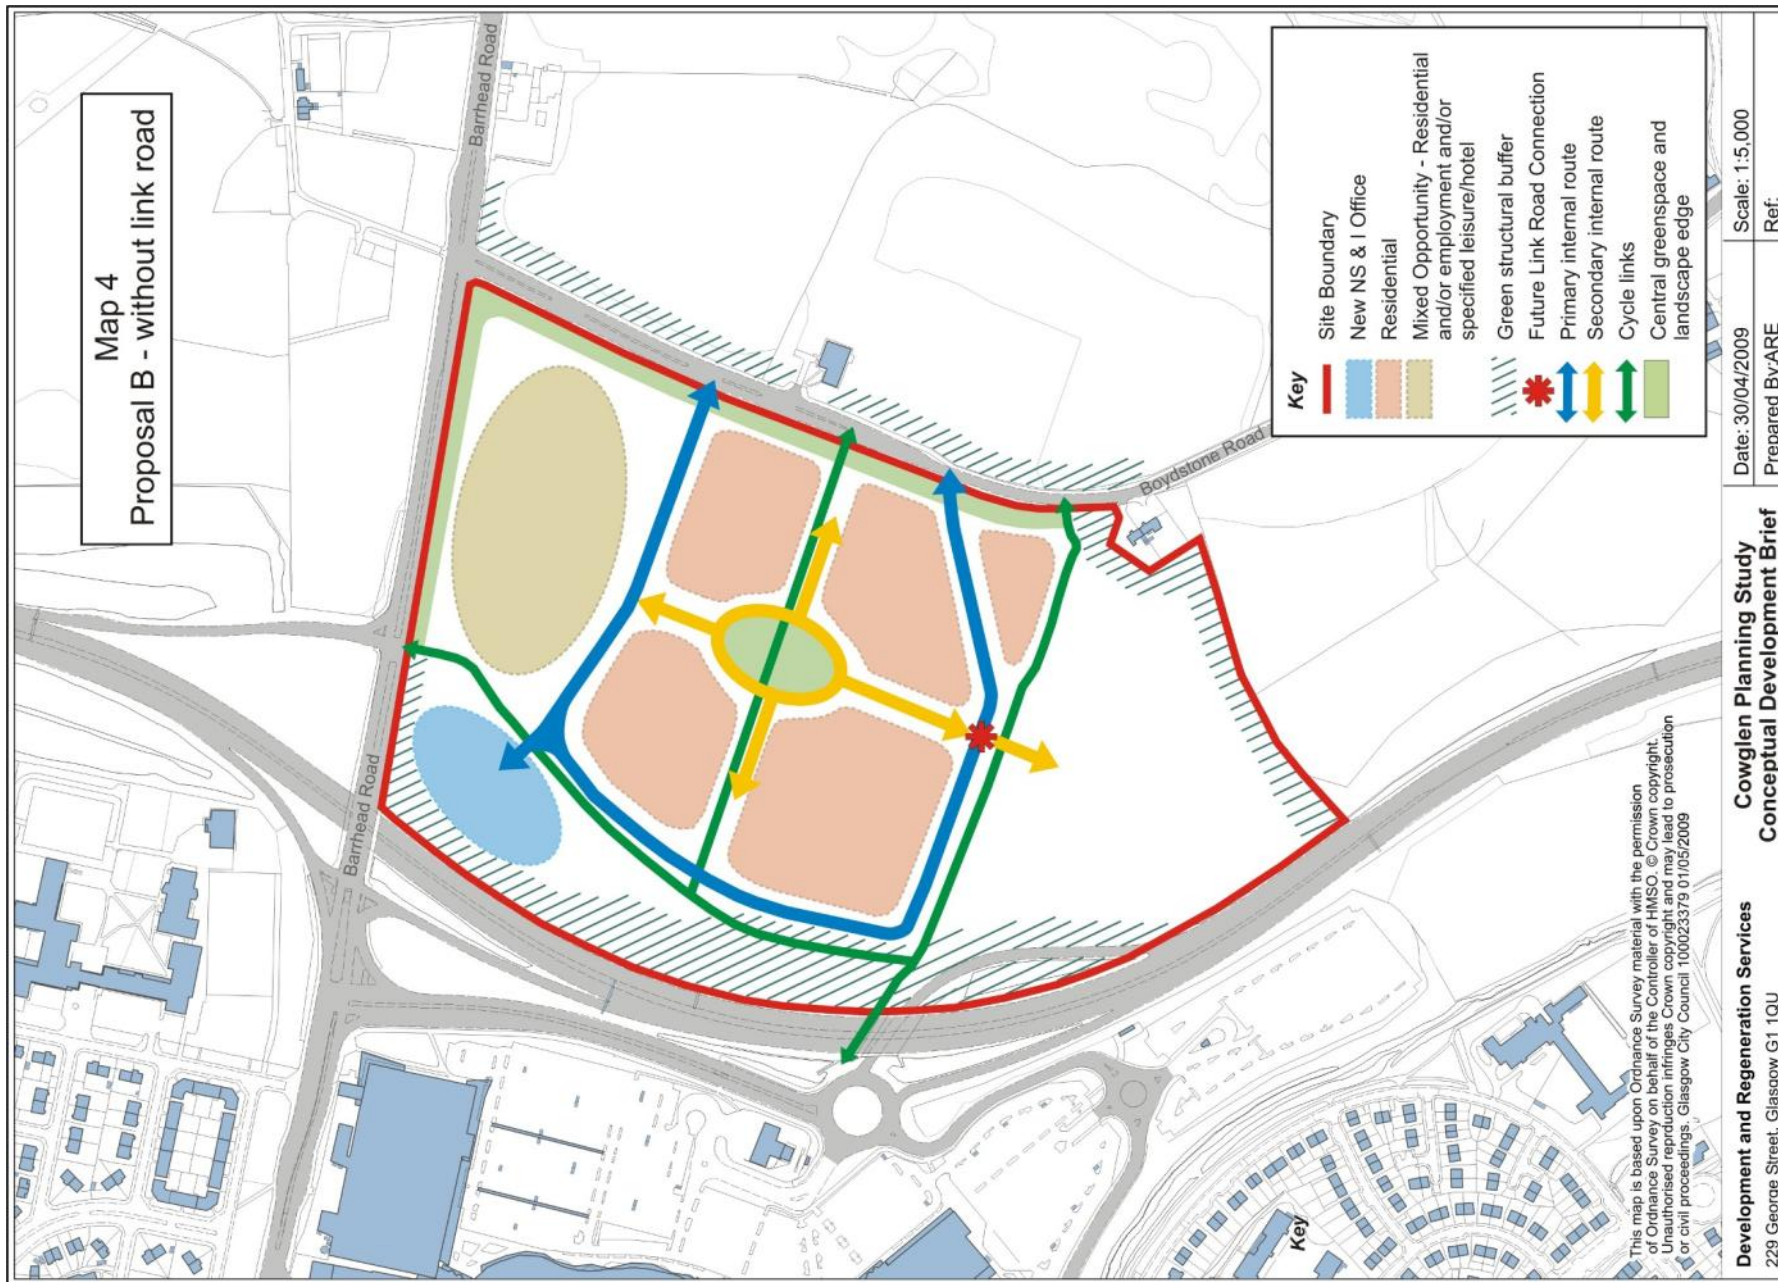 Map 4
Proposal B - without link road
Barrhead Road
Barrhead Road
Boydstone Road
Key
Site Boundary
New NS & I Office
Residential
Mixed Opportunity - Residential
and/or employment and/or
specified leisure/hotel
Green structural buffer
Future Link Road Connection
Primary internal route
Secondary internal route
Cycle links
Central greenspace and
landscape edge
Key
This map is based upon Ordnance Survey material with the permission
of Ordnance Survey on behalf of the Controller of HMSO. © Crown copyright.
Unauthorised reprduction infringes Crown copyright and may lead to prosecution
or civil proceedings. Glasgow City Council 100023379 01/05/2009
Development and Regeneration Services
229 George Street, Glasgow G1 1QU
Cowglen Planning Study
Conceptual Development Brief
Date: 30/04/2009
Prepared By:ARE
Scale: 1:5,000
Ref: